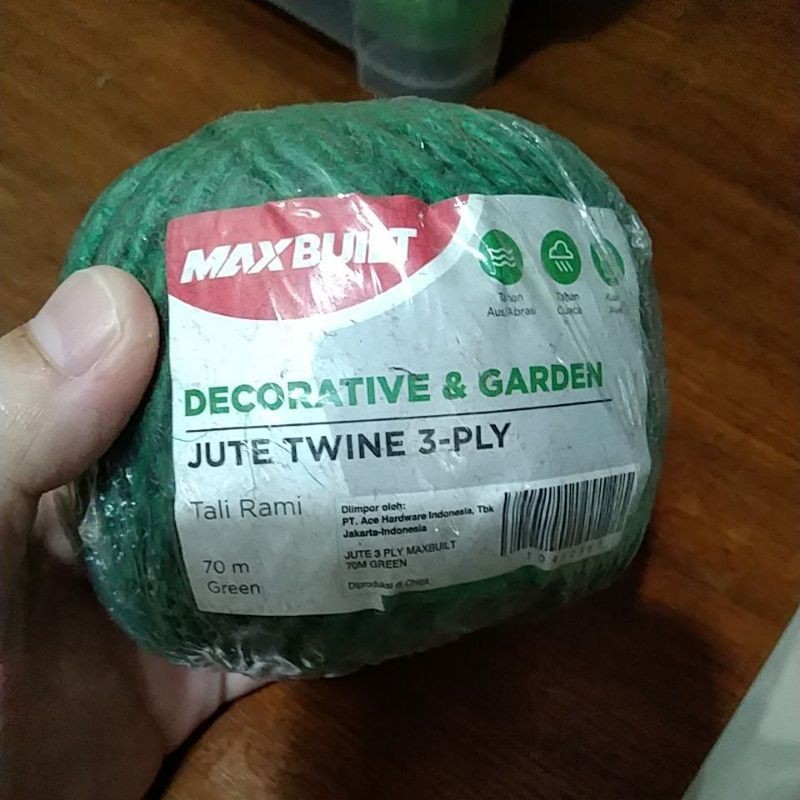 MAXBUILT
Tahan
Aus/Abrasi
Tahan
Cuaca
DECORATIVE & GARDEN
JUTE TWINE 3-PLY
Tali Rami
70 m
Green
Diimpor oleh:
PT. Ace Hardware Indonesia, Tbk
Jakarta-Indonesia
JUTE 3 PLY MAXBUILT
70M GREEN
Diproduksi di China